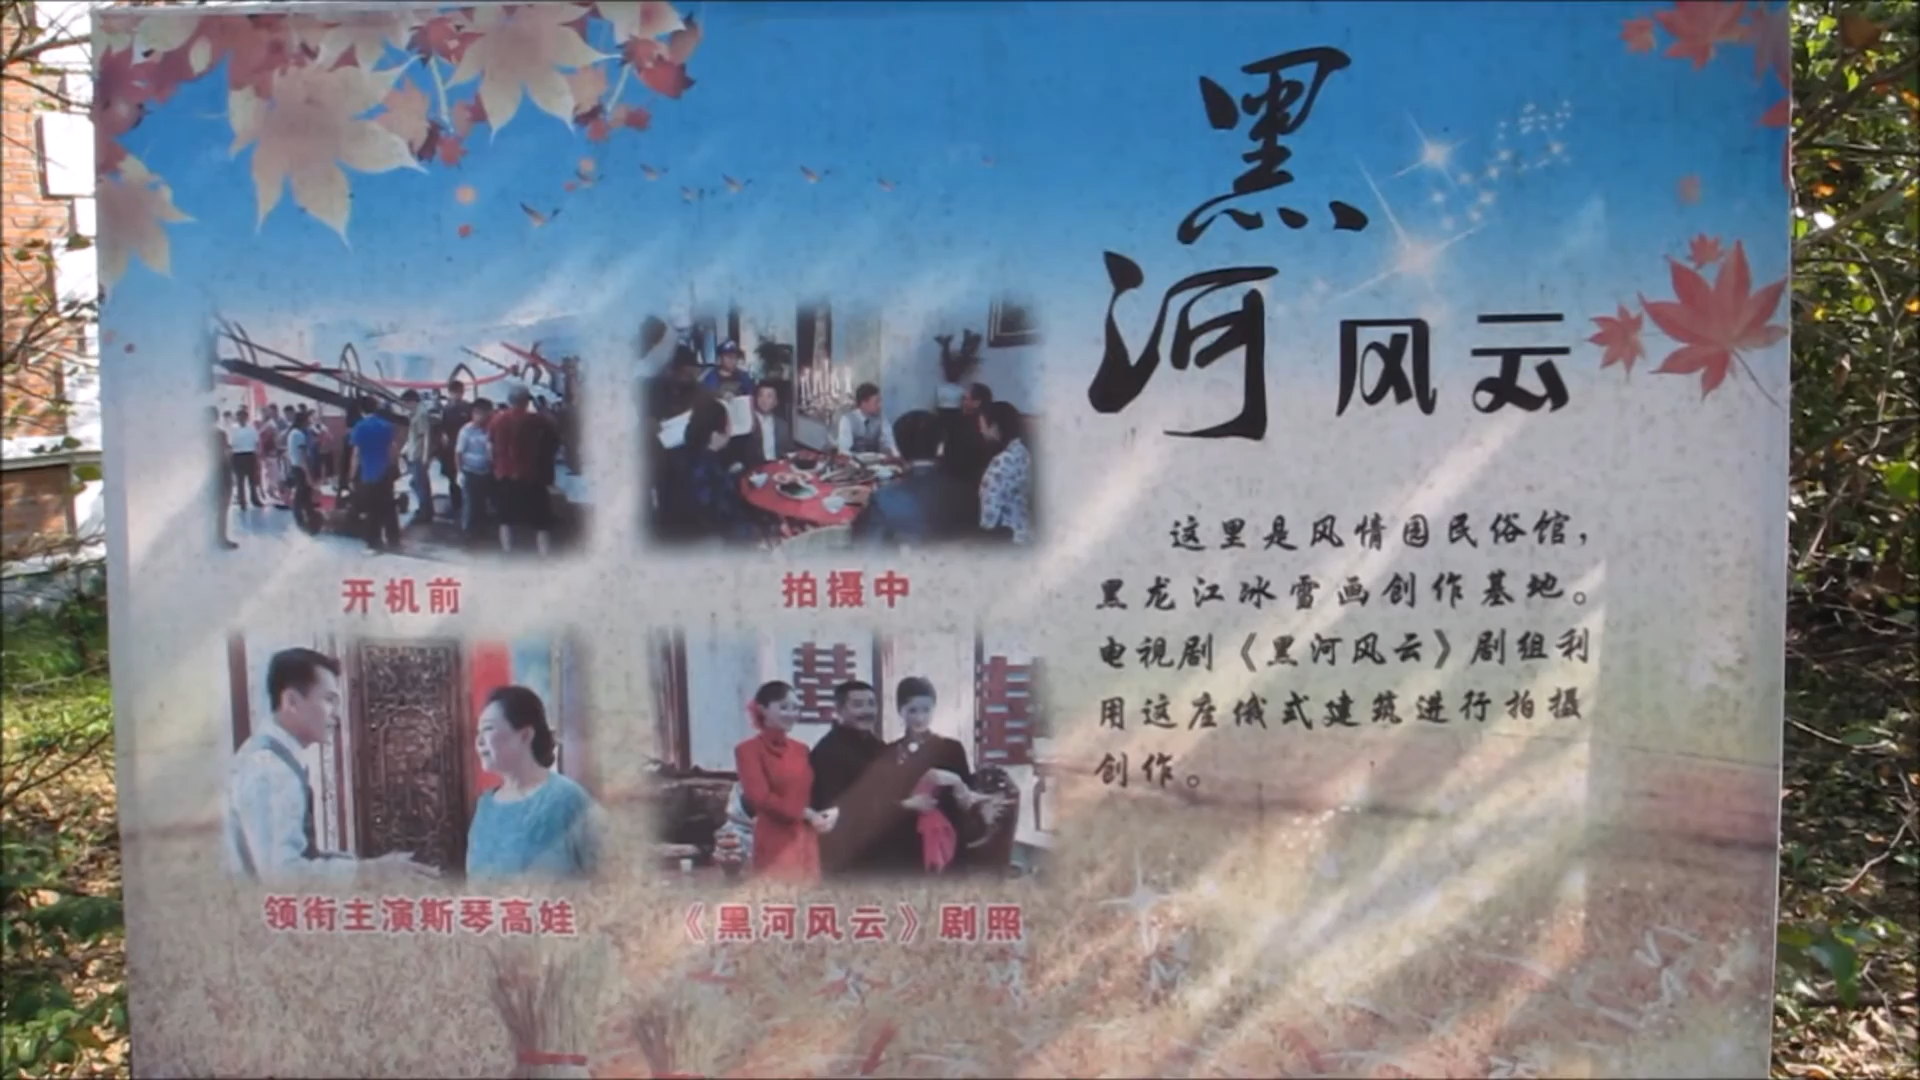 黑河风云
这里是风情园民俗馆，
黑龙江冰雪画创作基地。
电视剧《黑河风云》剧组利
用这座俄式建筑进行拍摄
创作。
开机前
拍摄中
领衔主演斯琴高娃
《黑河风云》剧照
囍
囍